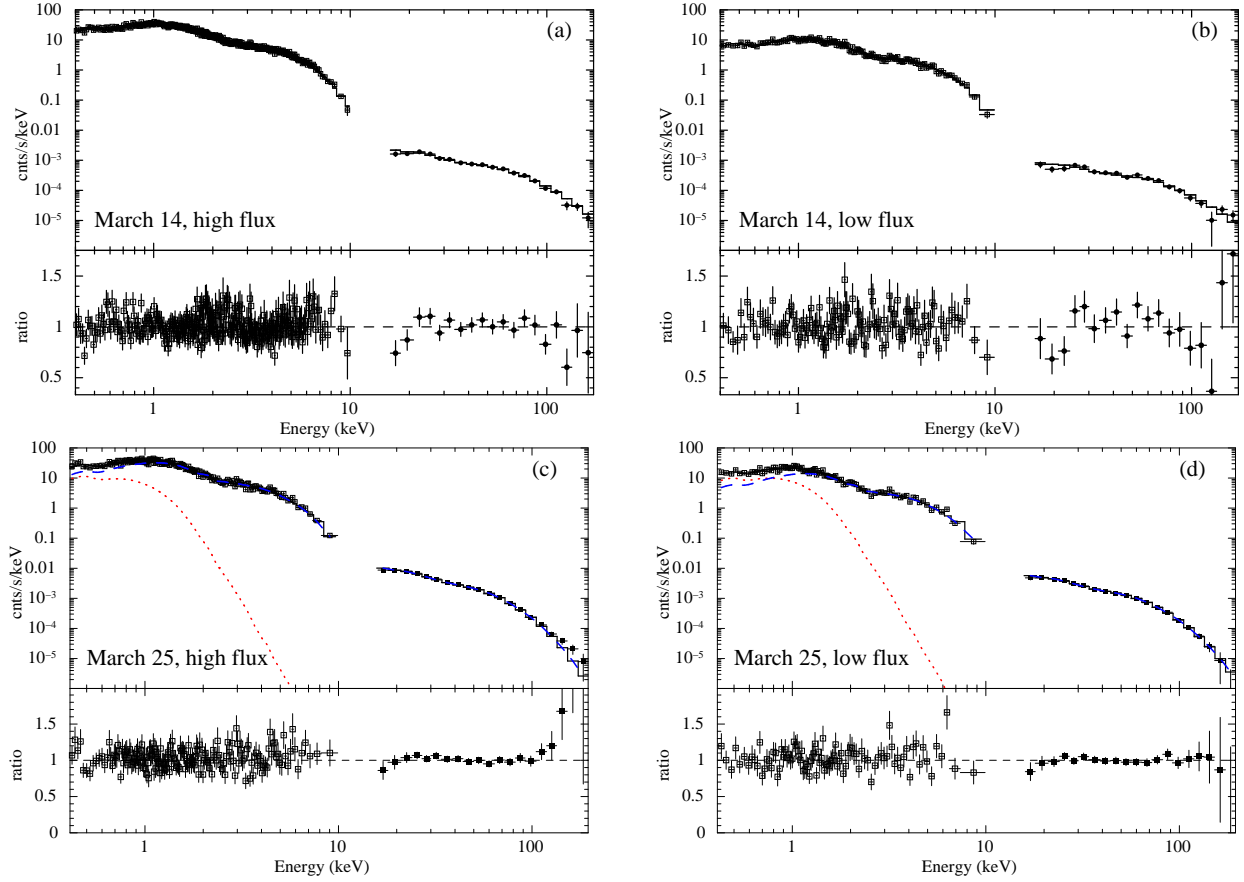 100
10
1
0.1
0.01
10⁻³
10⁻⁴
10⁻⁵
cnts/s/keV
(a)
March 14, high flux
1.5
1
0.5
ratio
1
10
100
Energy (keV)
100
10
1
0.1
0.01
10⁻³
10⁻⁴
10⁻⁵
cnts/s/keV
(b)
March 14, low flux
1.5
1
0.5
ratio
1
10
100
Energy (keV)
100
10
1
0.1
0.01
10⁻³
10⁻⁴
10⁻⁵
cnts/s/keV
(c)
March 25, high flux
1.5
1
0.5
0
ratio
1
10
100
Energy (keV)
100
10
1
0.1
0.01
10⁻³
10⁻⁴
10⁻⁵
cnts/s/keV
(d)
March 25, low flux
1.5
1
0.5
0
ratio
1
10
100
Energy (keV)